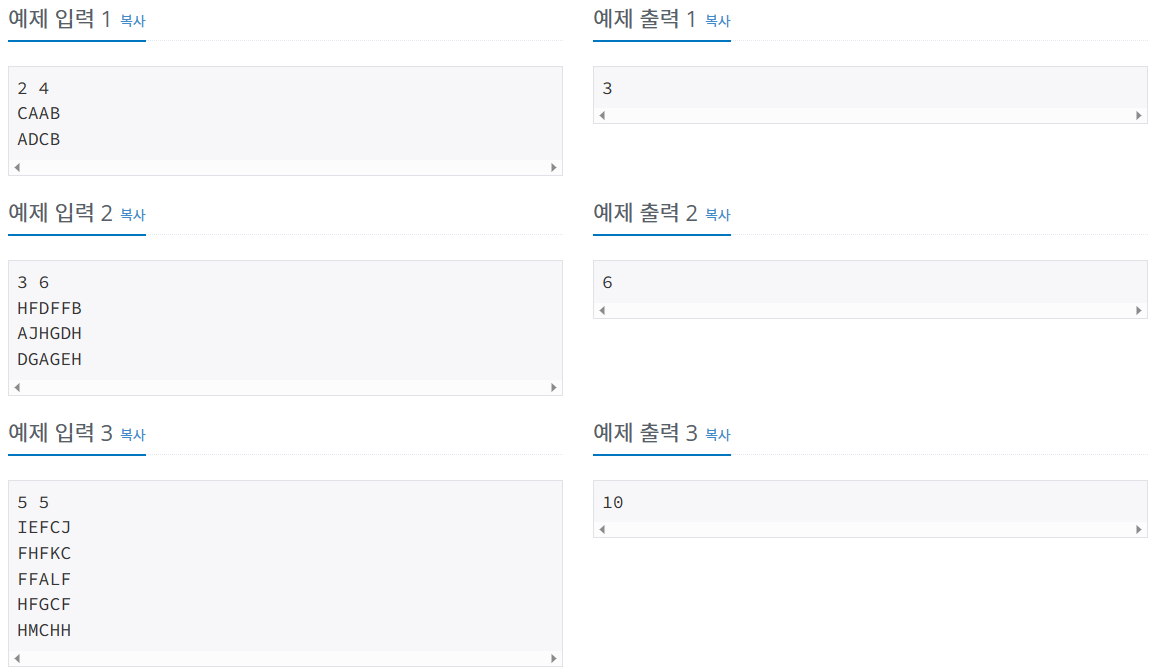 예제 입력 1 복사
2 4
CAAB
ADCB
예제 출력 1 복사
3
예제 입력 2 복사
3 6
HFDFFB
AJHGDH
DGAGEH
예제 출력 2 복사
6
예제 입력 3 복사
5 5
IEFCJ
FHFKC
FFALF
HFGCF
HMCHH
예제 출력 3 복사
10